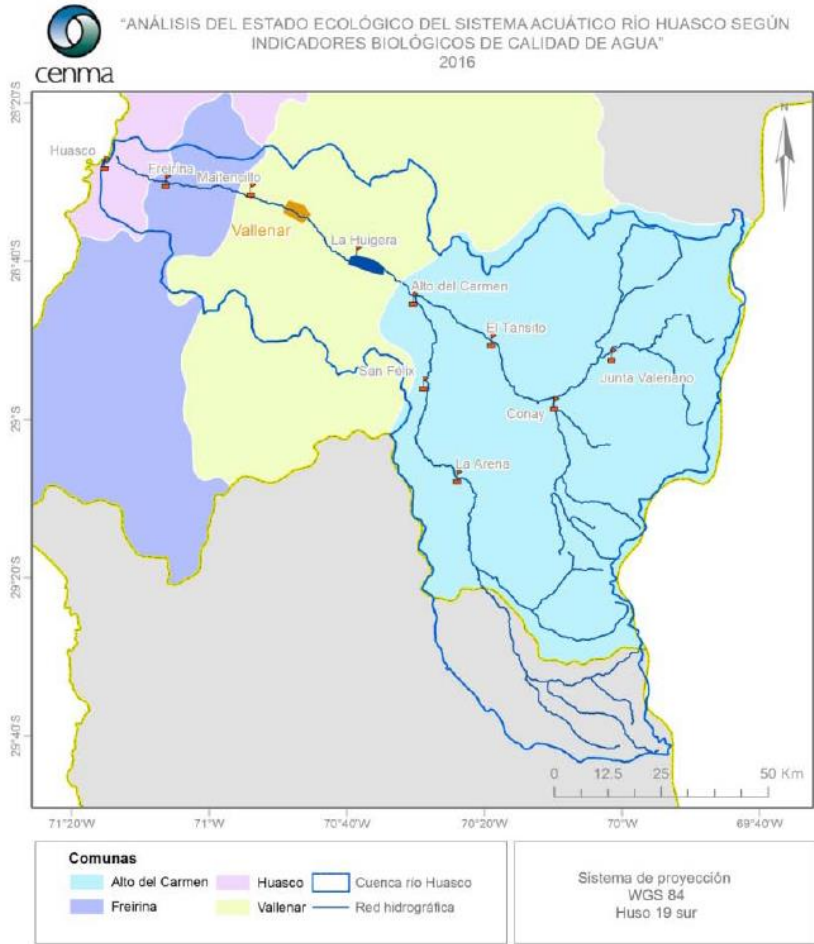 "ANÁLISIS DEL ESTADO ECOLÓGICO DEL SISTEMA ACUÁTICO RÍO HUASCO SEGÚN
INDICADORES BIOLÓGICOS DE CALIDAD DE AGUA"
2016
cenma
28°20'S
N
Huasco
Freirina
Maitencillo
Vallenar
La Huigera
28°40'S
Alto del Carmen
El Tánsito
San Félix
Junta Valeriano
Conay
29°S
La Arena
29°20'S
29°40'S
0 12.5 25 50 Km
71°20'W 71°W 70°40'W 70°20'W 70°W 69°40'W
Comunas
Alto del Carmen Huasco Cuenca río Huasco
Freirina Vallenar Red hidrográfica
Sistema de proyección
WGS 84
Huso 19 sur